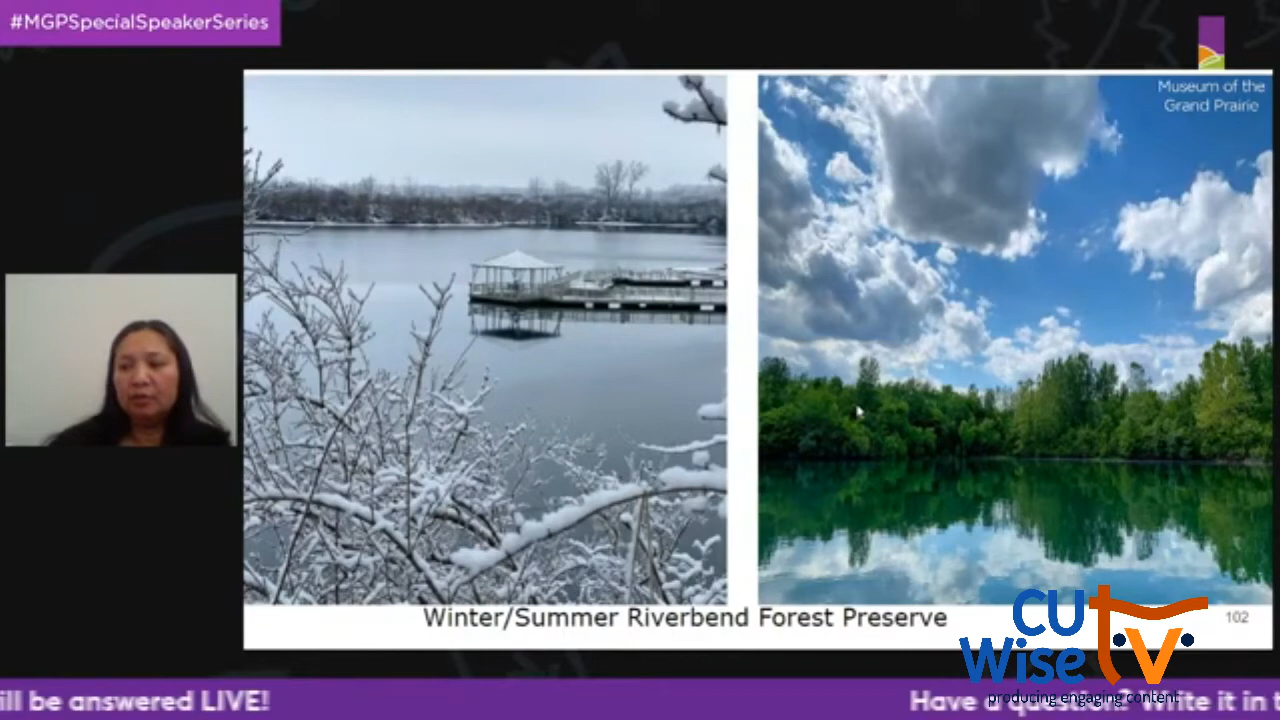 #MGPSpecialSpeakerSeries
Museum of the
Grand Prairie
Winter/Summer Riverbend Forest Preserve
102
CU
Wise tv
producing engaging content
ill be answered LIVE!
Have a question? Write it in t